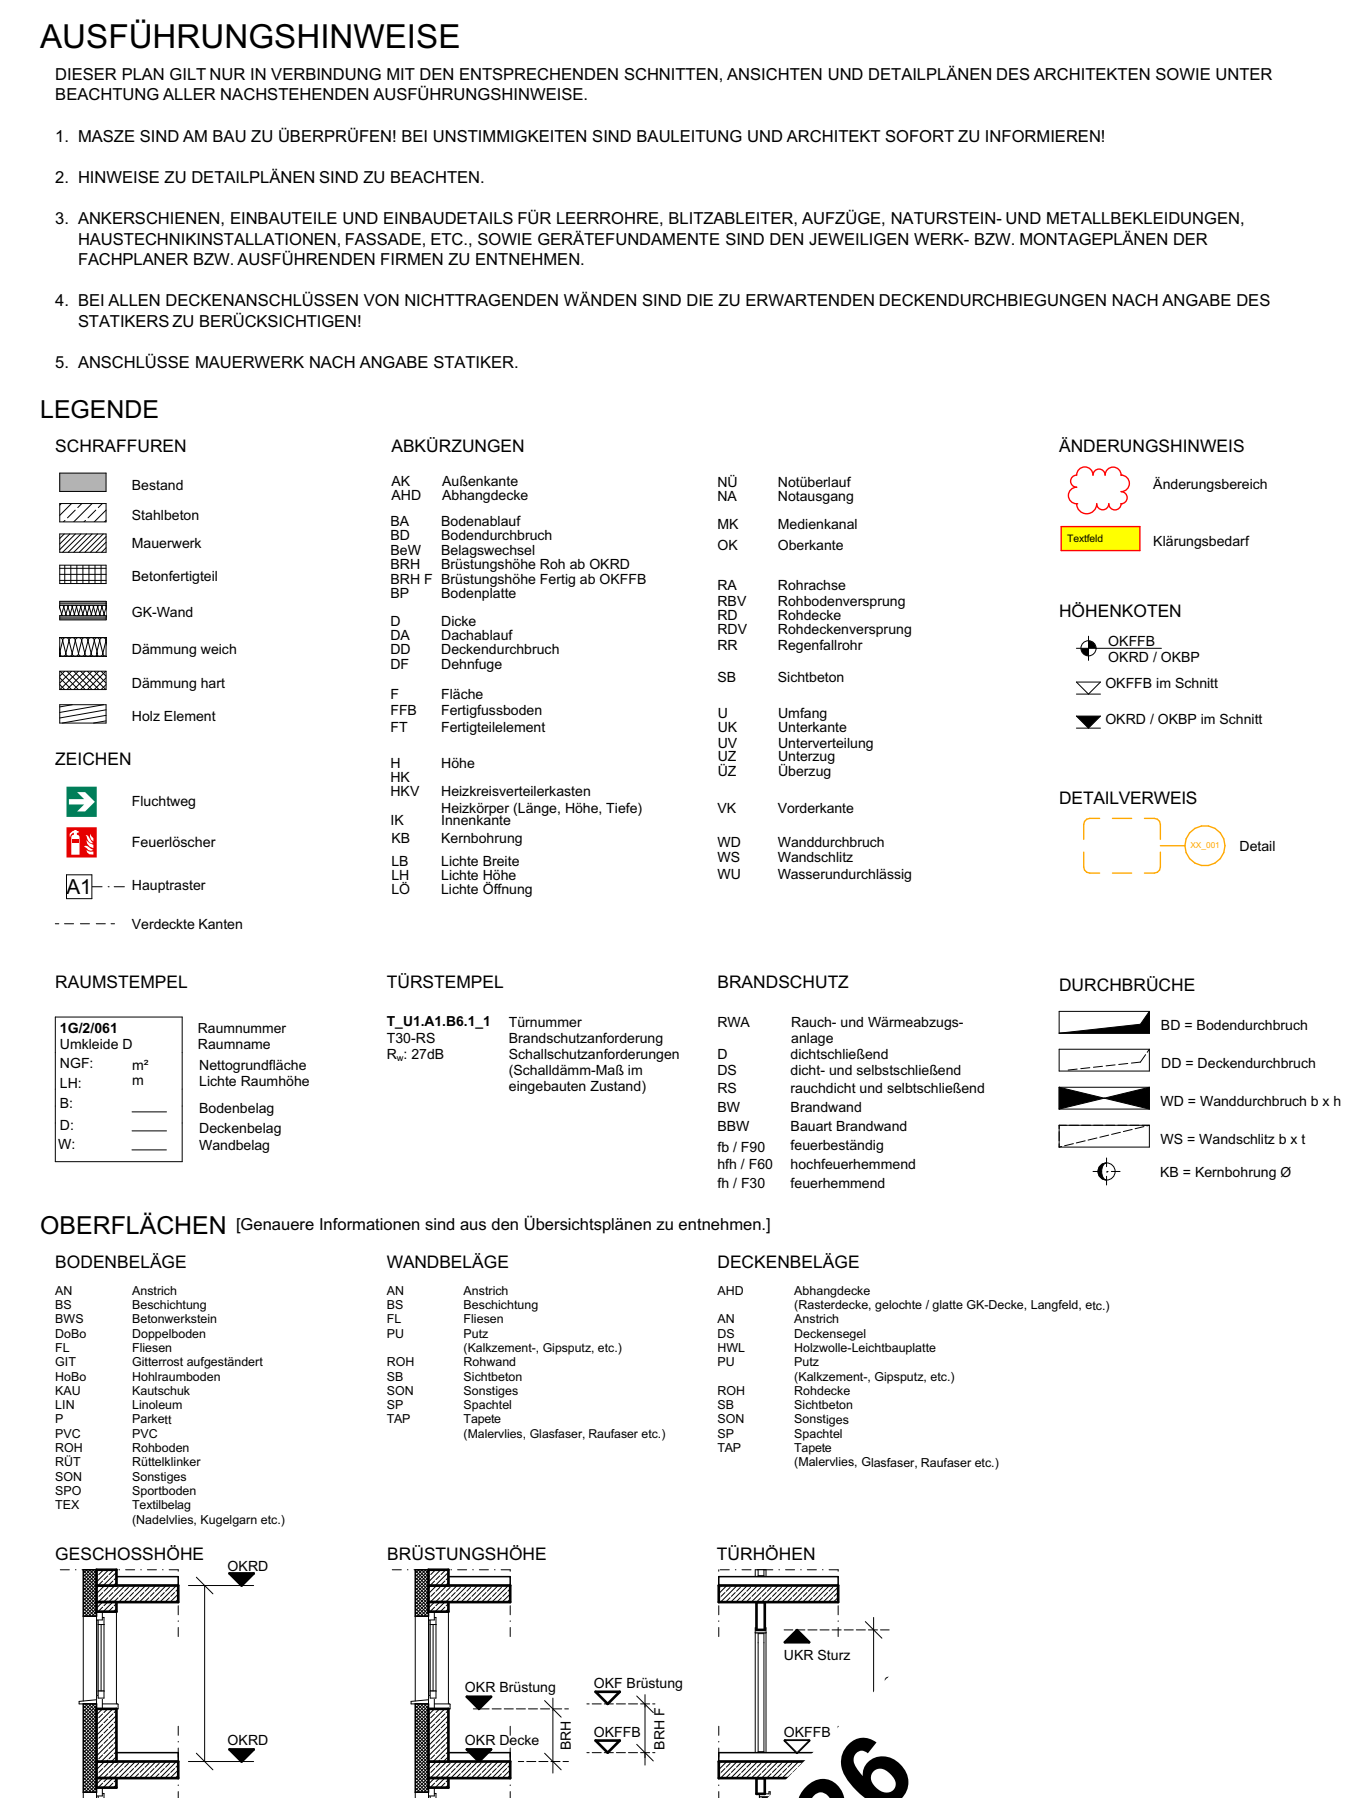 AUSFÜHRUNGSHINWEISE
DIESER PLAN GILT NUR IN VERBINDUNG MIT DEN ENTSPRECHENDEN SCHNITTEN, ANSICHTEN UND DETAILPLÄNEN DES ARCHITEKTEN SOWIE UNTER
BEACHTUNG ALLER NACHSTEHENDEN AUSFÜHRUNGSHINWEISE.
1. MASZE SIND AM BAU ZU ÜBERPRÜFEN! BEI UNSTIMMIGKEITEN SIND BAULEITUNG UND ARCHITEKT SOFORT ZU INFORMIEREN!
2. HINWEISE ZU DETAILPLÄNEN SIND ZU BEACHTEN.
3. ANKERSCHIENEN, EINBAUTEILE UND EINBAUDETAILS FÜR LEERROHRE, BLITZABLEITER, AUFZÜGE, NATURSTEIN- UND METALLBEKLEIDUNGEN,
HAUSTECHNIKINSTALLATIONEN, FASSADE, ETC., SOWIE GERÄTEFUNDAMENTE SIND DEN JEWEILIGEN WERK- BZW. MONTAGEPLÄNEN DER
FACHPLANER BZW. AUSFÜHRENDEN FIRMEN ZU ENTNEHMEN.
4. BEI ALLEN DECKENANSCHLÜSSEN VON NICHTTRAGENDEN WÄNDEN SIND DIE ZU ERWARTENDEN DECKENDURCHBIEGUNGEN NACH ANGABE DES
STATIKERS ZU BERÜCKSICHTIGEN!
5. ANSCHLÜSSE MAUERWERK NACH ANGABE STATIKER.
LEGENDE
SCHRAFFUREN
Bestand
Stahlbeton
Mauerwerk
Betonfertigteil
GK-Wand
Dämmung weich
Dämmung hart
Holz Element
ZEICHEN
Fluchtweg
Feuerlöscher
A1 Hauptraster
Verdeckte Kanten
ABKÜRZUNGEN
AK Außenkante
AHD Abhangdecke
BA Bodenablauf
BD Bodendurchbruch
BeW Belagswechsel
BRH Brüstungshöhe Roh ab OKRD
BRH F Brüstungshöhe Fertig ab OKFFB
BP Bodenplatte
D Dicke
DA Dachablauf
DD Deckendurchbruch
DF Dehnfuge
F Fläche
FFB Fertigfussboden
FT Fertigteilelement
H Höhe
HK
HKV Heizkreisverteilerkasten
Heizkörper (Länge, Höhe, Tiefe)
IK Innenkante
KB Kernbohrung
LB Lichte Breite
LH Lichte Höhe
LÖ Lichte Öffnung
NÜ Notüberlauf
NA Notausgang
MK Medienkanal
OK Oberkante
RA Rohrachse
RBV Rohbodenversprung
RD Rohdecke
RDV Rohdeckenversprung
RR Regenfallrohr
SB Sichtbeton
U Umfang
UK Unterkante
UV Unterverteilung
UZ Unterzug
ÜZ Überzug
VK Vorderkante
WD Wanddurchbruch
WS Wandschlitz
WU Wasserundurchlässig
ÄNDERUNGSHINWEIS
Änderungsbereich
Textfeld Klärungsbedarf
HÖHENKOTEN
OKFFB
OKRD / OKBP
OKFFB im Schnitt
OKRD / OKBP im Schnitt
DETAILVERWEIS
XX_001 Detail
RAUMSTEMPEL
1G/2/061 Raumnummer
Umkleide D Raumname
NGF: m² Nettogrundfläche
LH: m Lichte Raumhöhe
B: ____ Bodenbelag
D: ____ Deckenbelag
W: ____ Wandbelag
TÜRSTEMPEL
T_U1.A1.B6.1_1 Türnummer
T30-RS Brandschutzanforderung
Rw: 27dB Schallschutzanforderungen
(Schalldämm-Maß im
eingebauten Zustand)
BRANDSCHUTZ
RWA Rauch- und Wärmeabzugs-
anlage
D dichtschließend
DS dicht- und selbstschließend
RS rauchdicht und selbtschließend
BW Brandwand
BBW Bauart Brandwand
fb / F90 feuerbeständig
hfh / F60 hochfeuerhemmend
fh / F30 feuerhemmend
DURCHBRÜCHE
BD = Bodendurchbruch
DD = Deckendurchbruch
WD = Wanddurchbruch b x h
WS = Wandschlitz b x t
KB = Kernbohrung Ø
OBERFLÄCHEN [Genauere Informationen sind aus den Übersichtsplänen zu entnehmen.]
BODENBELÄGE
AN Anstrich
BS Beschichtung
BWS Betonwerkstein
DoBo Doppelboden
FL Fliesen
GIT Gitterrost aufgeständert
HoBo Hohlraumboden
KAU Kautschuk
LIN Linoleum
P Parkett
PVC PVC
ROH Rohboden
RÜT Rüttelklinker
SON Sonstiges
SPO Sportboden
TEX Textilbelag
(Nadelvlies, Kugelgarn etc.)
WANDBELÄGE
AN Anstrich
BS Beschichtung
FL Fliesen
PU Putz
(Kalkzement-, Gipsputz, etc.)
ROH Rohwand
SB Sichtbeton
SON Sonstiges
SP Spachtel
TAP Tapete
(Malervlies, Glasfaser, Raufaser etc.)
DECKENBELÄGE
AHD Abhangdecke
(Rasterdecke, gelochte / glatte GK-Decke, Langfeld, etc.)
AN Anstrich
DS Deckensegel
HWL Holzwolle-Leichtbauplatte
PU Putz
(Kalkzement-, Gipsputz, etc.)
ROH Rohdecke
SB Sichtbeton
SON Sonstiges
SP Spachtel
TAP Tapete
(Malervlies, Glasfaser, Raufaser etc.)
GESCHOSSHÖHE
OKRD
OKRD
BRÜSTUNGSHÖHE
OKR Brüstung
OKF Brüstung
OKR Decke
BRH
OKFFB
BRH F
TÜRHÖHEN
UKR Sturz
OKFFB